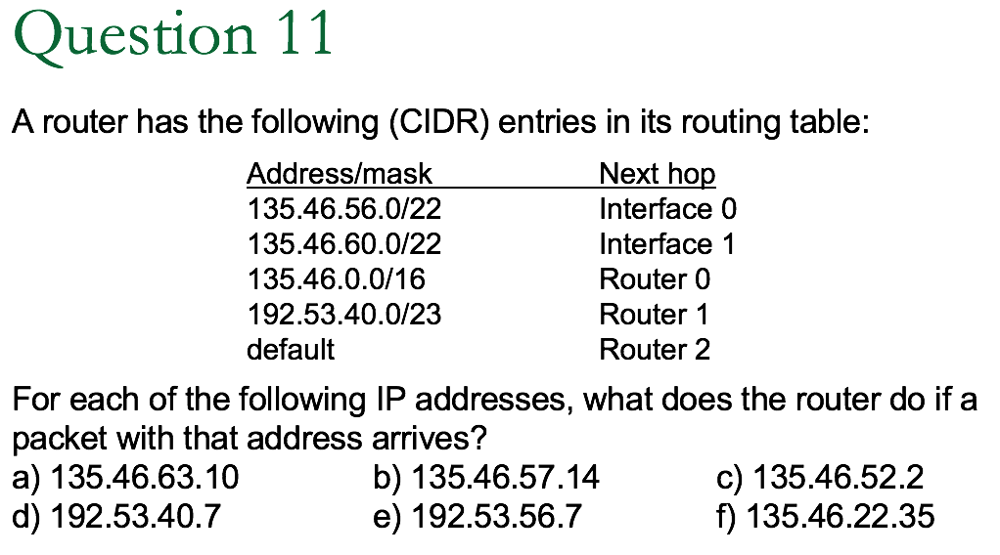 Question 11
A router has the following (CIDR) entries in its routing table:
Address/mask Next hop
135.46.56.0/22 Interface 0
135.46.60.0/22 Interface 1
135.46.0.0/16 Router 0
192.53.40.0/23 Router 1
default Router 2
For each of the following IP addresses, what does the router do if a
packet with that address arrives?
a) 135.46.63.10 b) 135.46.57.14 c) 135.46.52.2
d) 192.53.40.7 e) 192.53.56.7 f) 135.46.22.35